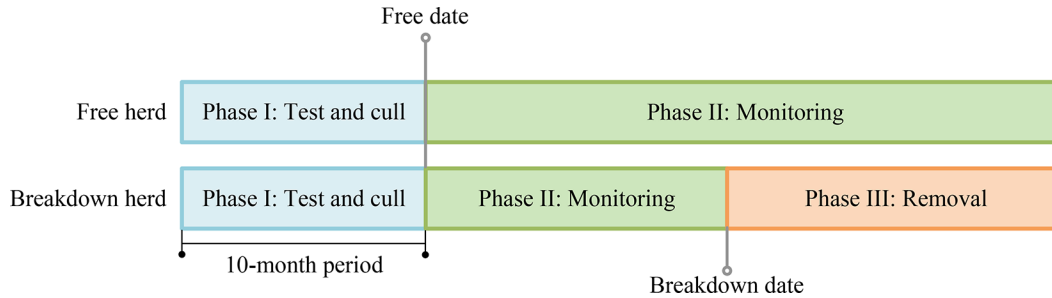 Free date
Free herd
Phase I: Test and cull
Phase II: Monitoring
Breakdown herd
Phase I: Test and cull
Phase II: Monitoring
Phase III: Removal
10-month period
Breakdown date